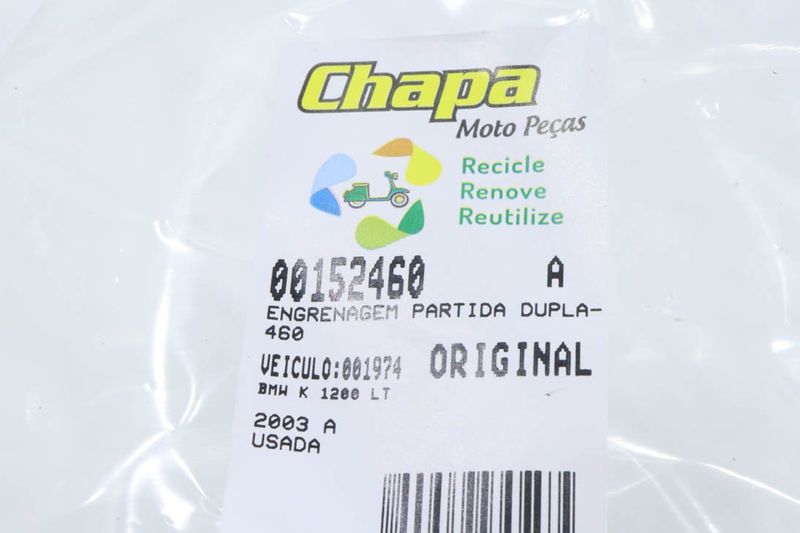 Chapa
Moto Peças
Recicle
Renove
Reutilize
00152460 A
ENGRENAGEM PARTIDA DUPLA-
460
VEICULO:001974 ORIGINAL
BMW K 1200 LT
2003 A
USADA